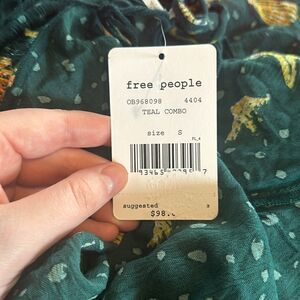 free people
OB968098 4404
TEAL COMBO
size S
suggested